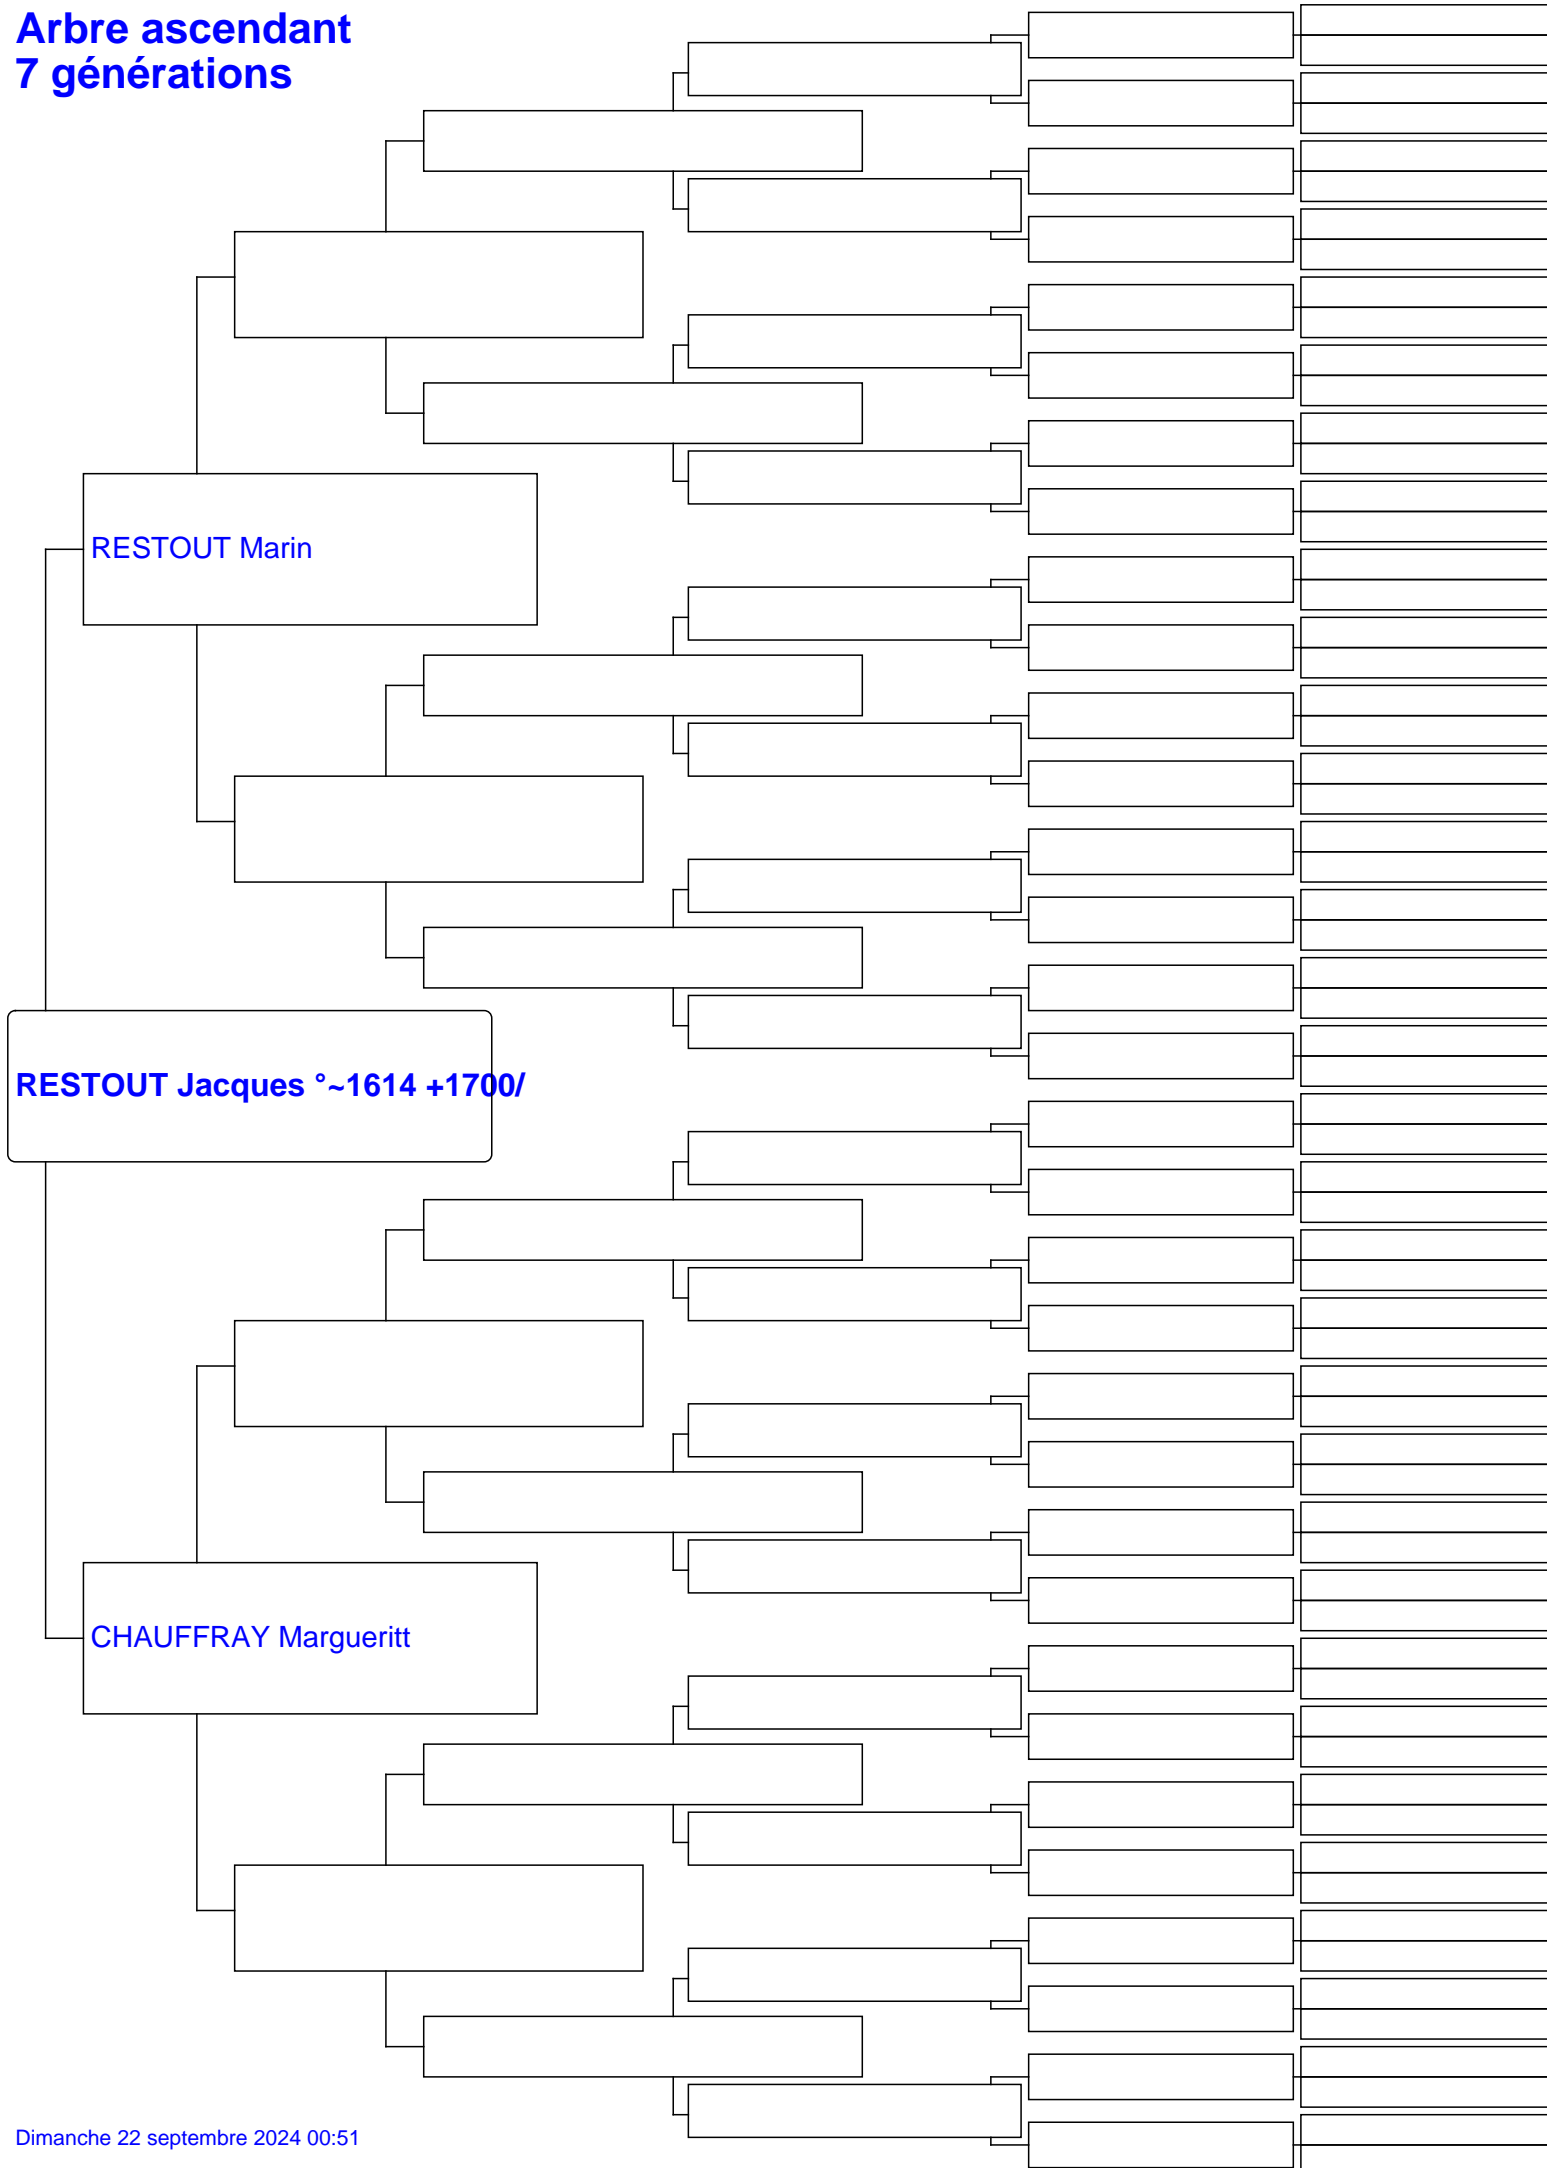 Arbre ascendant
7 générations
RESTOUT Marin
RESTOUT Jacques °~1614 +1700/
CHAUFFRAY Margueritt
Dimanche 22 septembre 2024 00:51